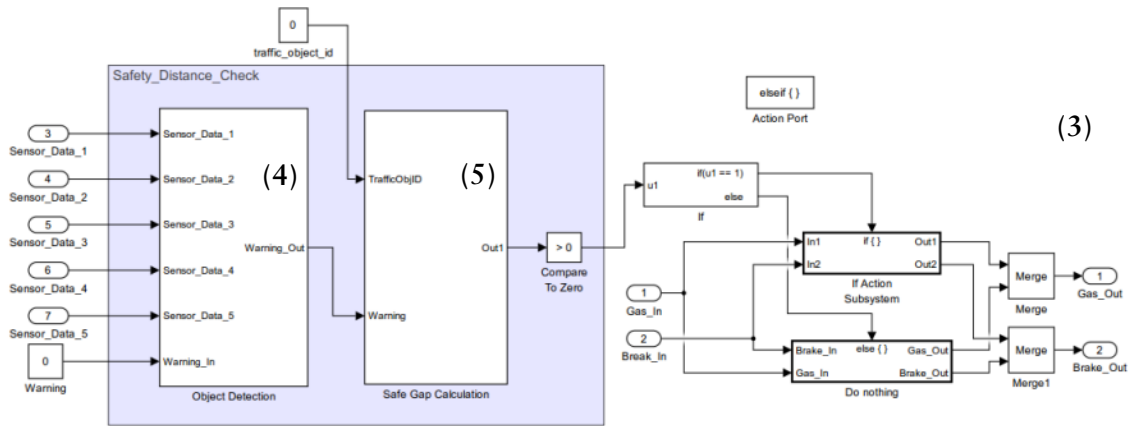 0
traffic_object_id
Safety_Distance_Check
3
Sensor_Data_1
4
Sensor_Data_2
5
Sensor_Data_3
6
Sensor_Data_4
7
Sensor_Data_5
0
Warning
Sensor_Data_1
Sensor_Data_2
Sensor_Data_3
Warning_Out
Sensor_Data_4
Sensor_Data_5
Warning_In
(4)
Object Detection
TrafficObjID
(5)
Out1
Warning
Safe Gap Calculation
> 0
Compare
To Zero
elseif { }
Action Port
(3)
u1
if(u1 == 1)
else
If
1
Gas_In
2
Break_In
In1
if { }
Out1
In2
Out2
If Action
Subsystem
Brake_In
else { }
Gas_Out
Gas_In
Brake_Out
Do nothing
Merge
Merge
1
Gas_Out
Merge
Merge1
2
Brake_Out